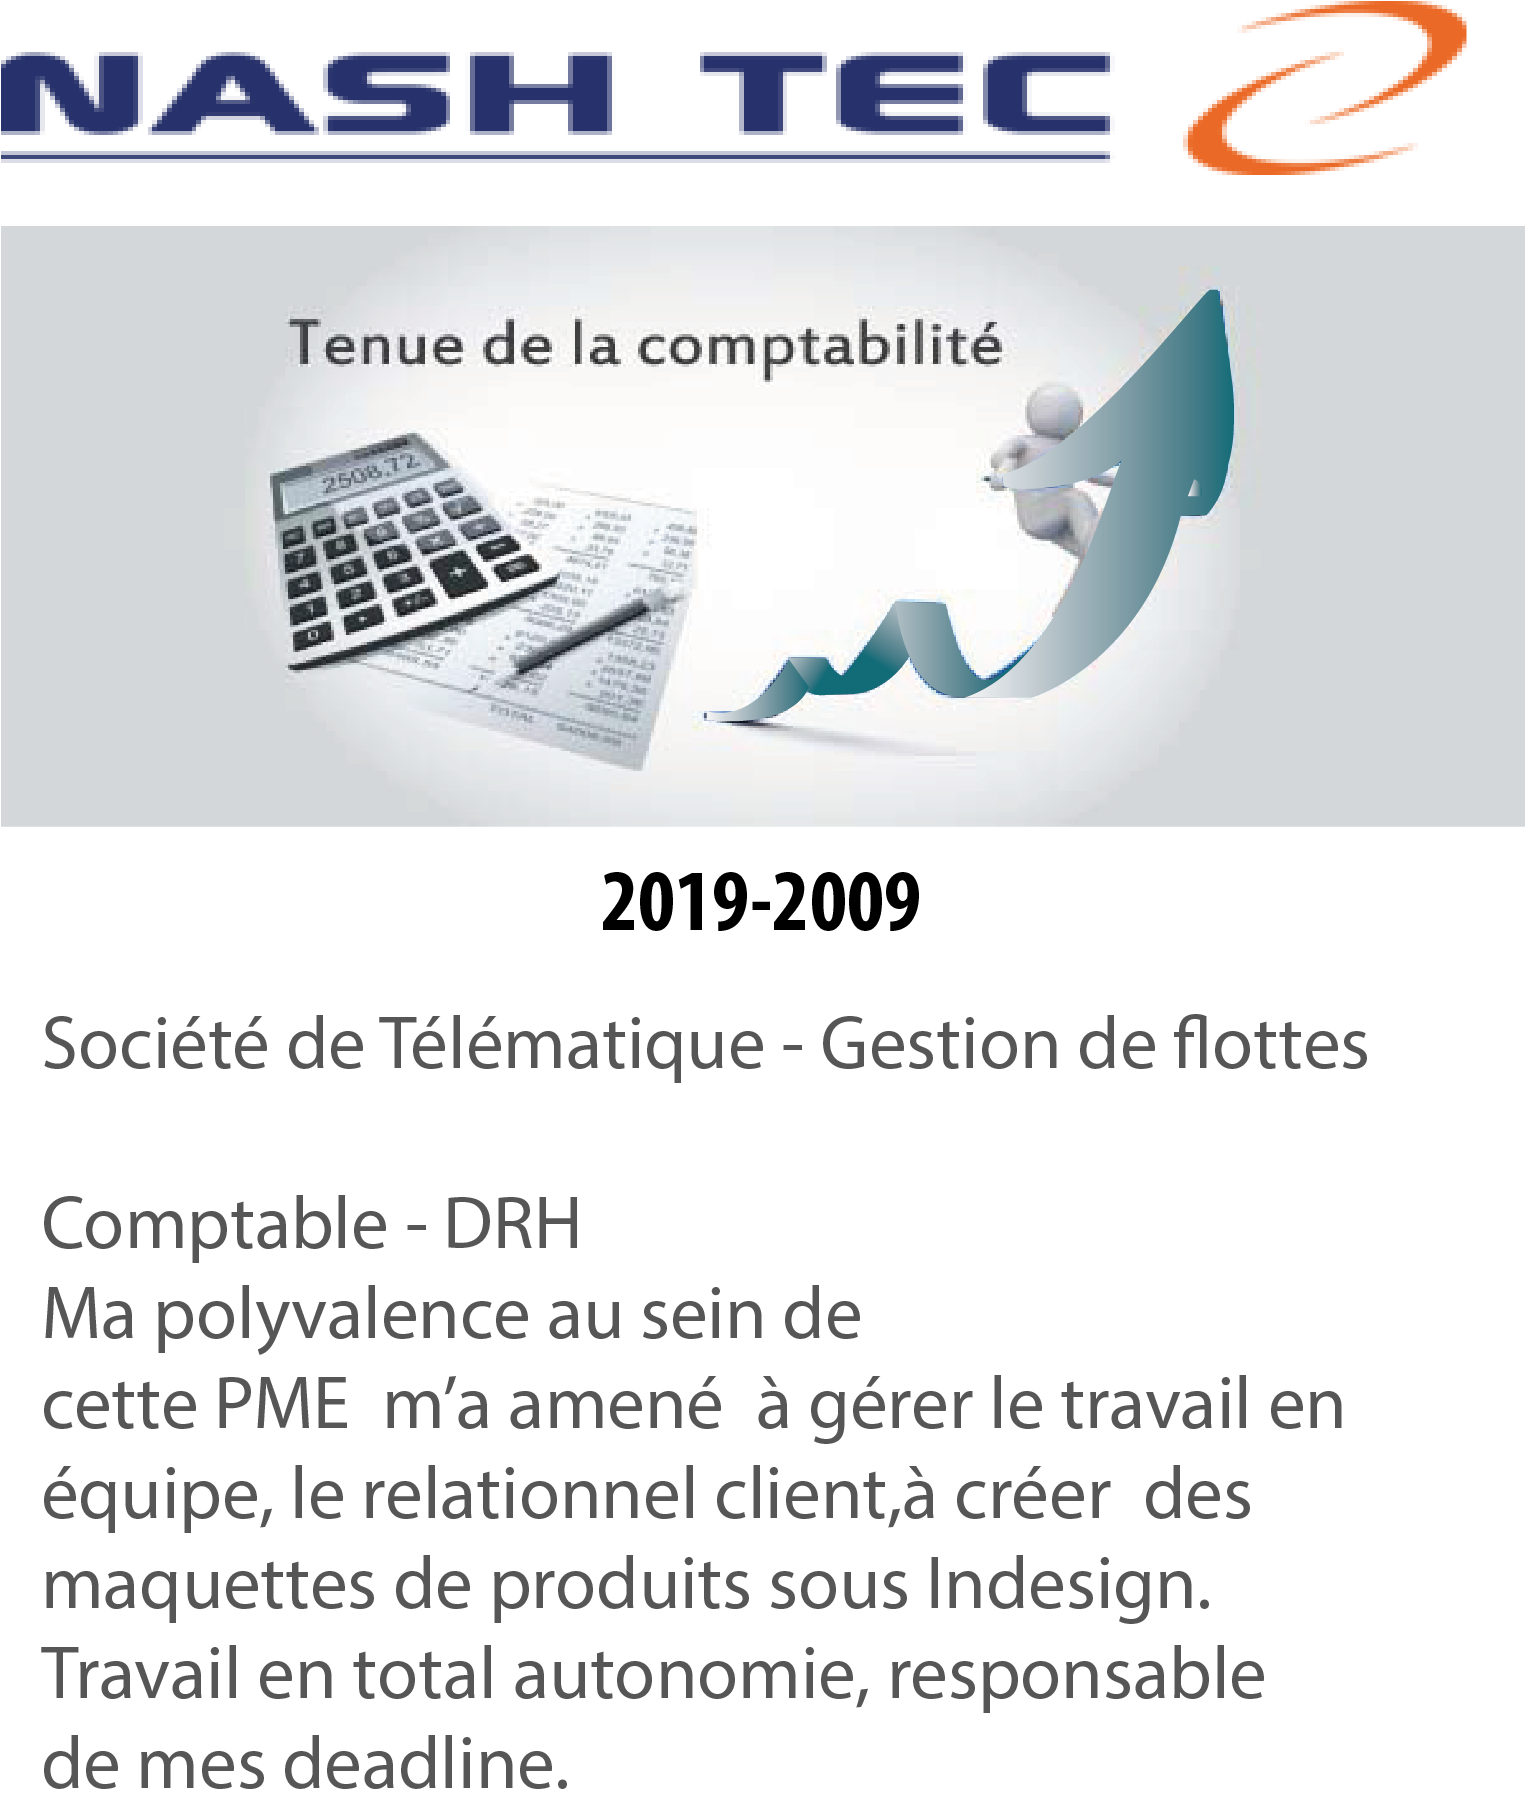 NASH TEC
Tenue de la comptabilité
2508,72
2019-2009
Société de Télématique - Gestion de flottes
Comptable - DRH
Ma polyvalence au sein de
cette PME  m’a amené  à gérer le travail en
équipe, le relationnel client,à créer  des
maquettes de produits sous Indesign.
Travail en total autonomie, responsable
de mes deadline.